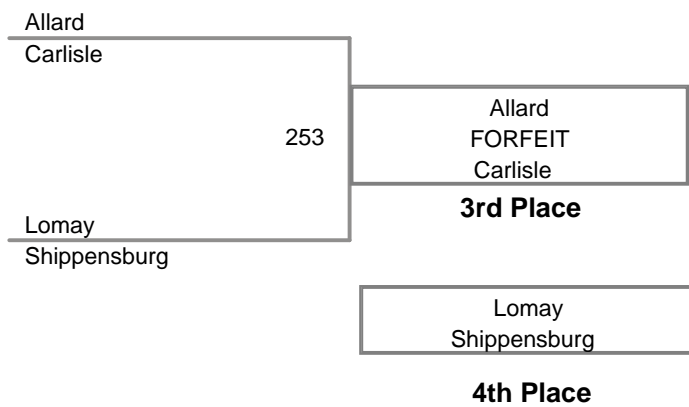 Allard
Carlisle
253
Allard
FORFEIT
Carlisle
3rd Place
Lomay
Shippensburg
Lomay
Shippensburg
4th Place